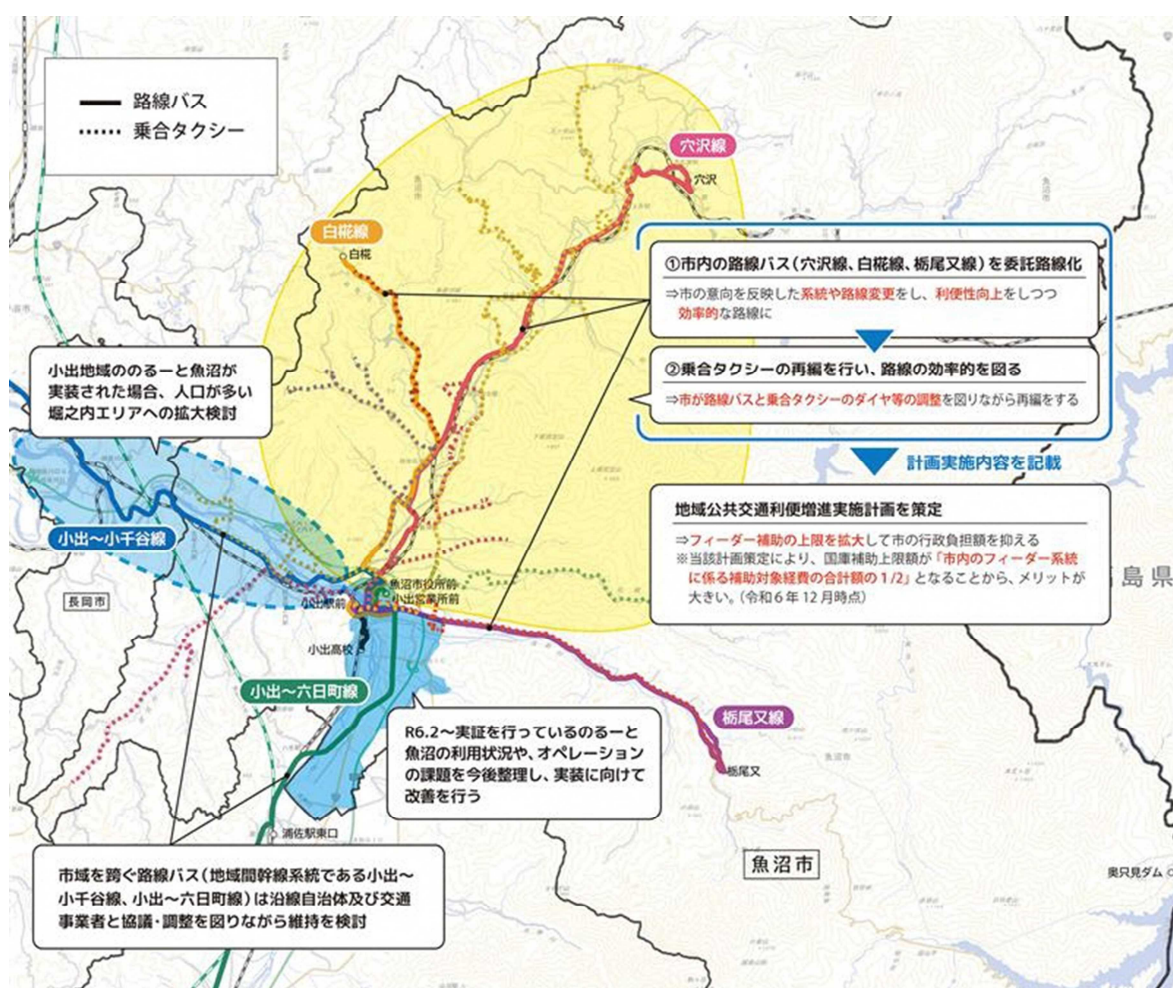 路線バス
乗合タクシー
穴沢線
穴沢
白椛線
白椛
①市内の路線バス(穴沢線、白椛線、栃尾又線)を委託路線化
⇒市の意向を反映した系統や路線変更をし、利便性向上をしつつ
効率的な路線に
②乗合タクシーの再編を行い、路線の効率的を図る
⇒市が路線バスと乗合タクシーのダイヤ等の調整を図りながら再編をする
計画実施内容を記載
地域公共交通利便増進実施計画を策定
⇒フィーダー補助の上限を拡大して市の行政負担額を抑える
※当該計画策定により、国庫補助上限額が「市内のフィーダー系統
に係る補助対象経費の合計額の1/2」となることから、メリットが
大きい。(令和6年12月時点)
小出地域ののるーと魚沼が
実装された場合、人口が多い
堀之内エリアへの拡大検討
小出~小千谷線
長岡市
魚沼市役所前
小出営業所前
小出駅前
小出高校
小出~六日町線
R6.2~実証を行っているのるーと
魚沼の利用状況や、オペレーション
の課題を今後整理し、実装に向けて
改善を行う
栃尾又線
栃尾又
浦佐駅東口
市域を跨ぐ路線バス(地域間幹線系統である小出~
小千谷線、小出~六日町線)は沿線自治体及び交通
事業者と協議・調整を図りながら維持を検討
魚沼市
奥只見ダム
島県